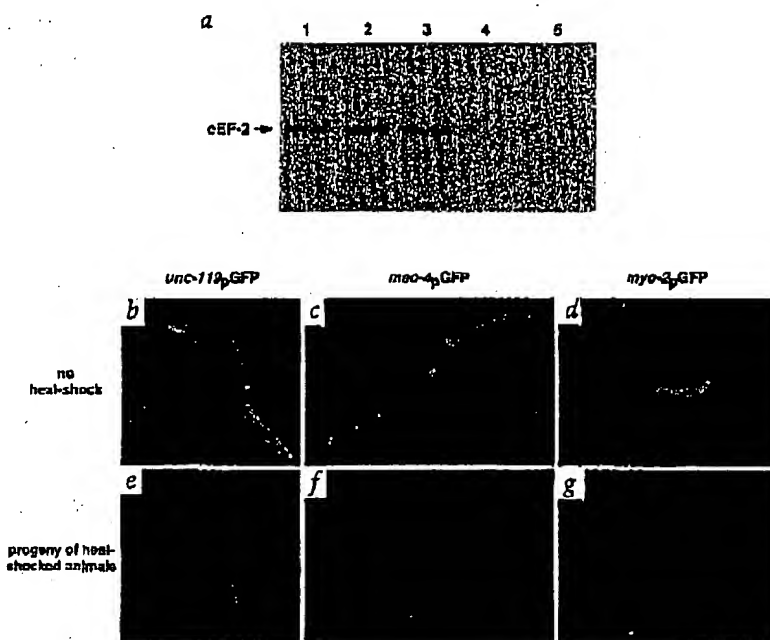 a
1 2 3 4 5
eEF-2 →
unc-119pGFP mec-4pGFP myo-2pGFP
b c d
no
heat-shock
e f g
progeny of heat-
shocked animals